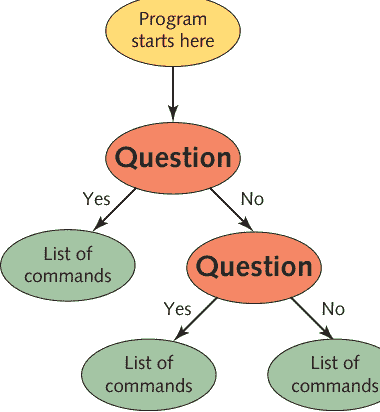 Program
starts here
Question
Yes
No
List of
commands
Question
Yes
No
List of
commands
List of
commands